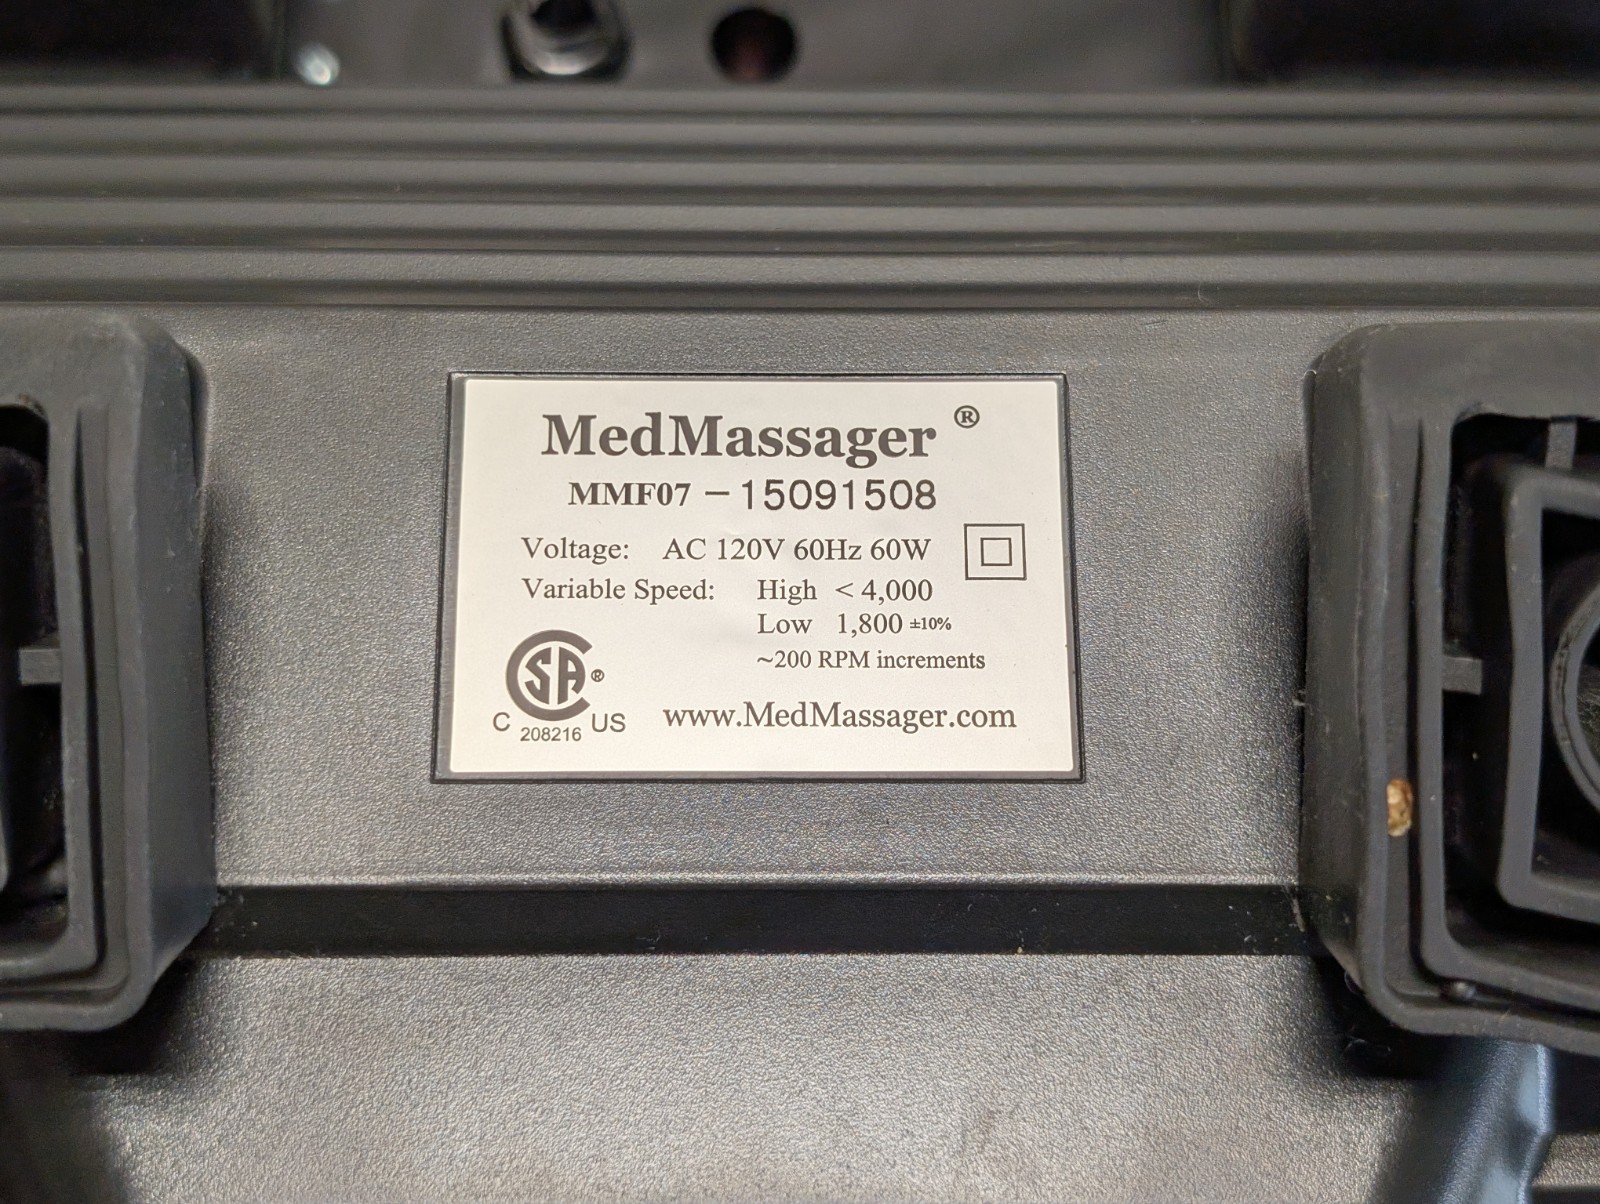 MedMassager ®
MMF07 – 15091508
Voltage: AC 120V 60Hz 60W
Variable Speed: High < 4,000
Low 1,800 ±10%
~200 RPM increments
CSA ®
C 208216 US
www.MedMassager.com